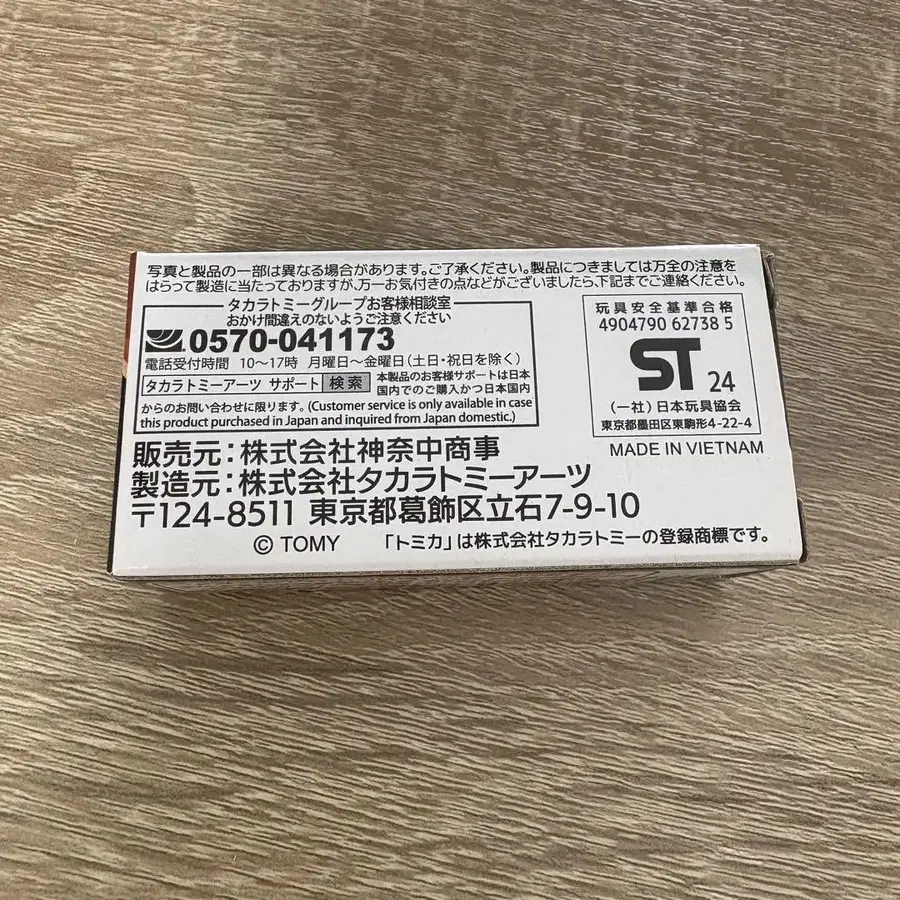 写真と製品の一部は異なる場合があります。ご了承ください。製品につきましては万全の注意を
はらって製造に当たっておりますが、万一お気付きの点などがございましたら、下記までご連絡ください。
タカラトミーグループお客様相談室
おかけ間違えのないようご注意ください
0570-041173
電話受付時間 10〜17時 月曜日〜金曜日(土日・祝日を除く)
タカラトミーアーツ サポート 検索
本製品のお客様サポートは日本
国内でのご購入かつ日本国内
からのお問い合わせに限ります。(Customer service is only available in case
this product purchased in Japan and inquired from Japan domestic.)
玩具安全基準合格
4904790 62738 5
ST 24
(一社)日本玩具協会
東京都墨田区東駒形4-22-4
MADE IN VIETNAM
販売元:株式会社神奈中商事
製造元:株式会社タカラトミーアーツ
〒124-8511 東京都葛飾区立石7-9-10
© TOMY 「トミカ」は株式会社タカラトミーの登録商標です。